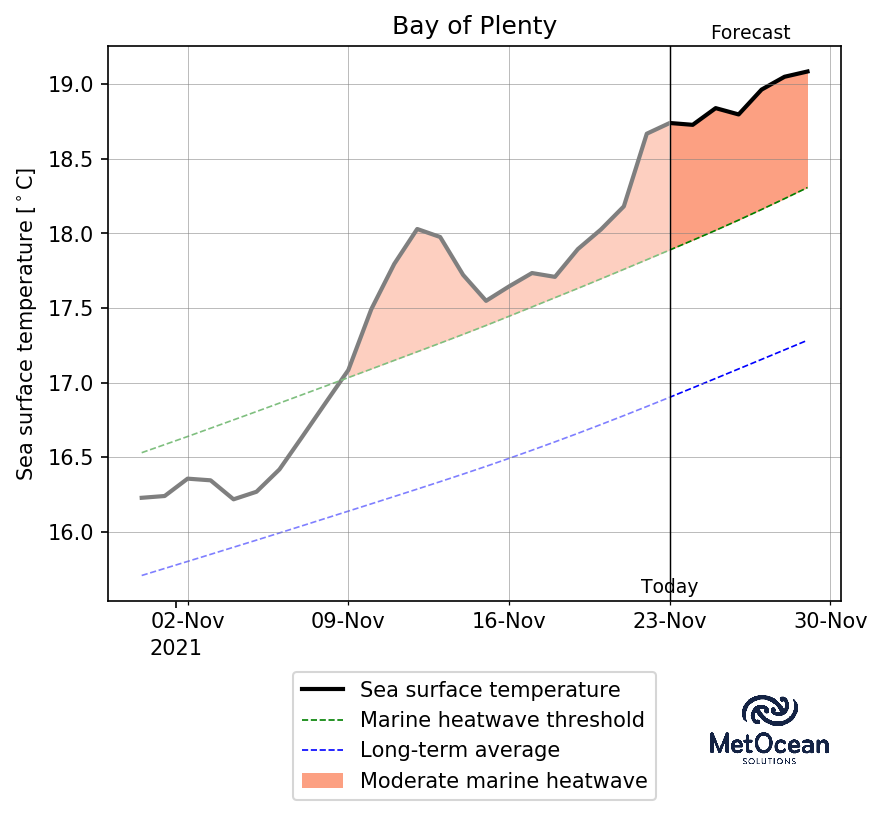 Bay of Plenty
Forecast
Sea surface temperature [°C]
19.0
18.5
18.0
17.5
17.0
16.5
16.0
Today
02-Nov 09-Nov 16-Nov 23-Nov 30-Nov
2021
Sea surface temperature
Marine heatwave threshold
Long-term average
Moderate marine heatwave
MetOcean
SOLUTIONS